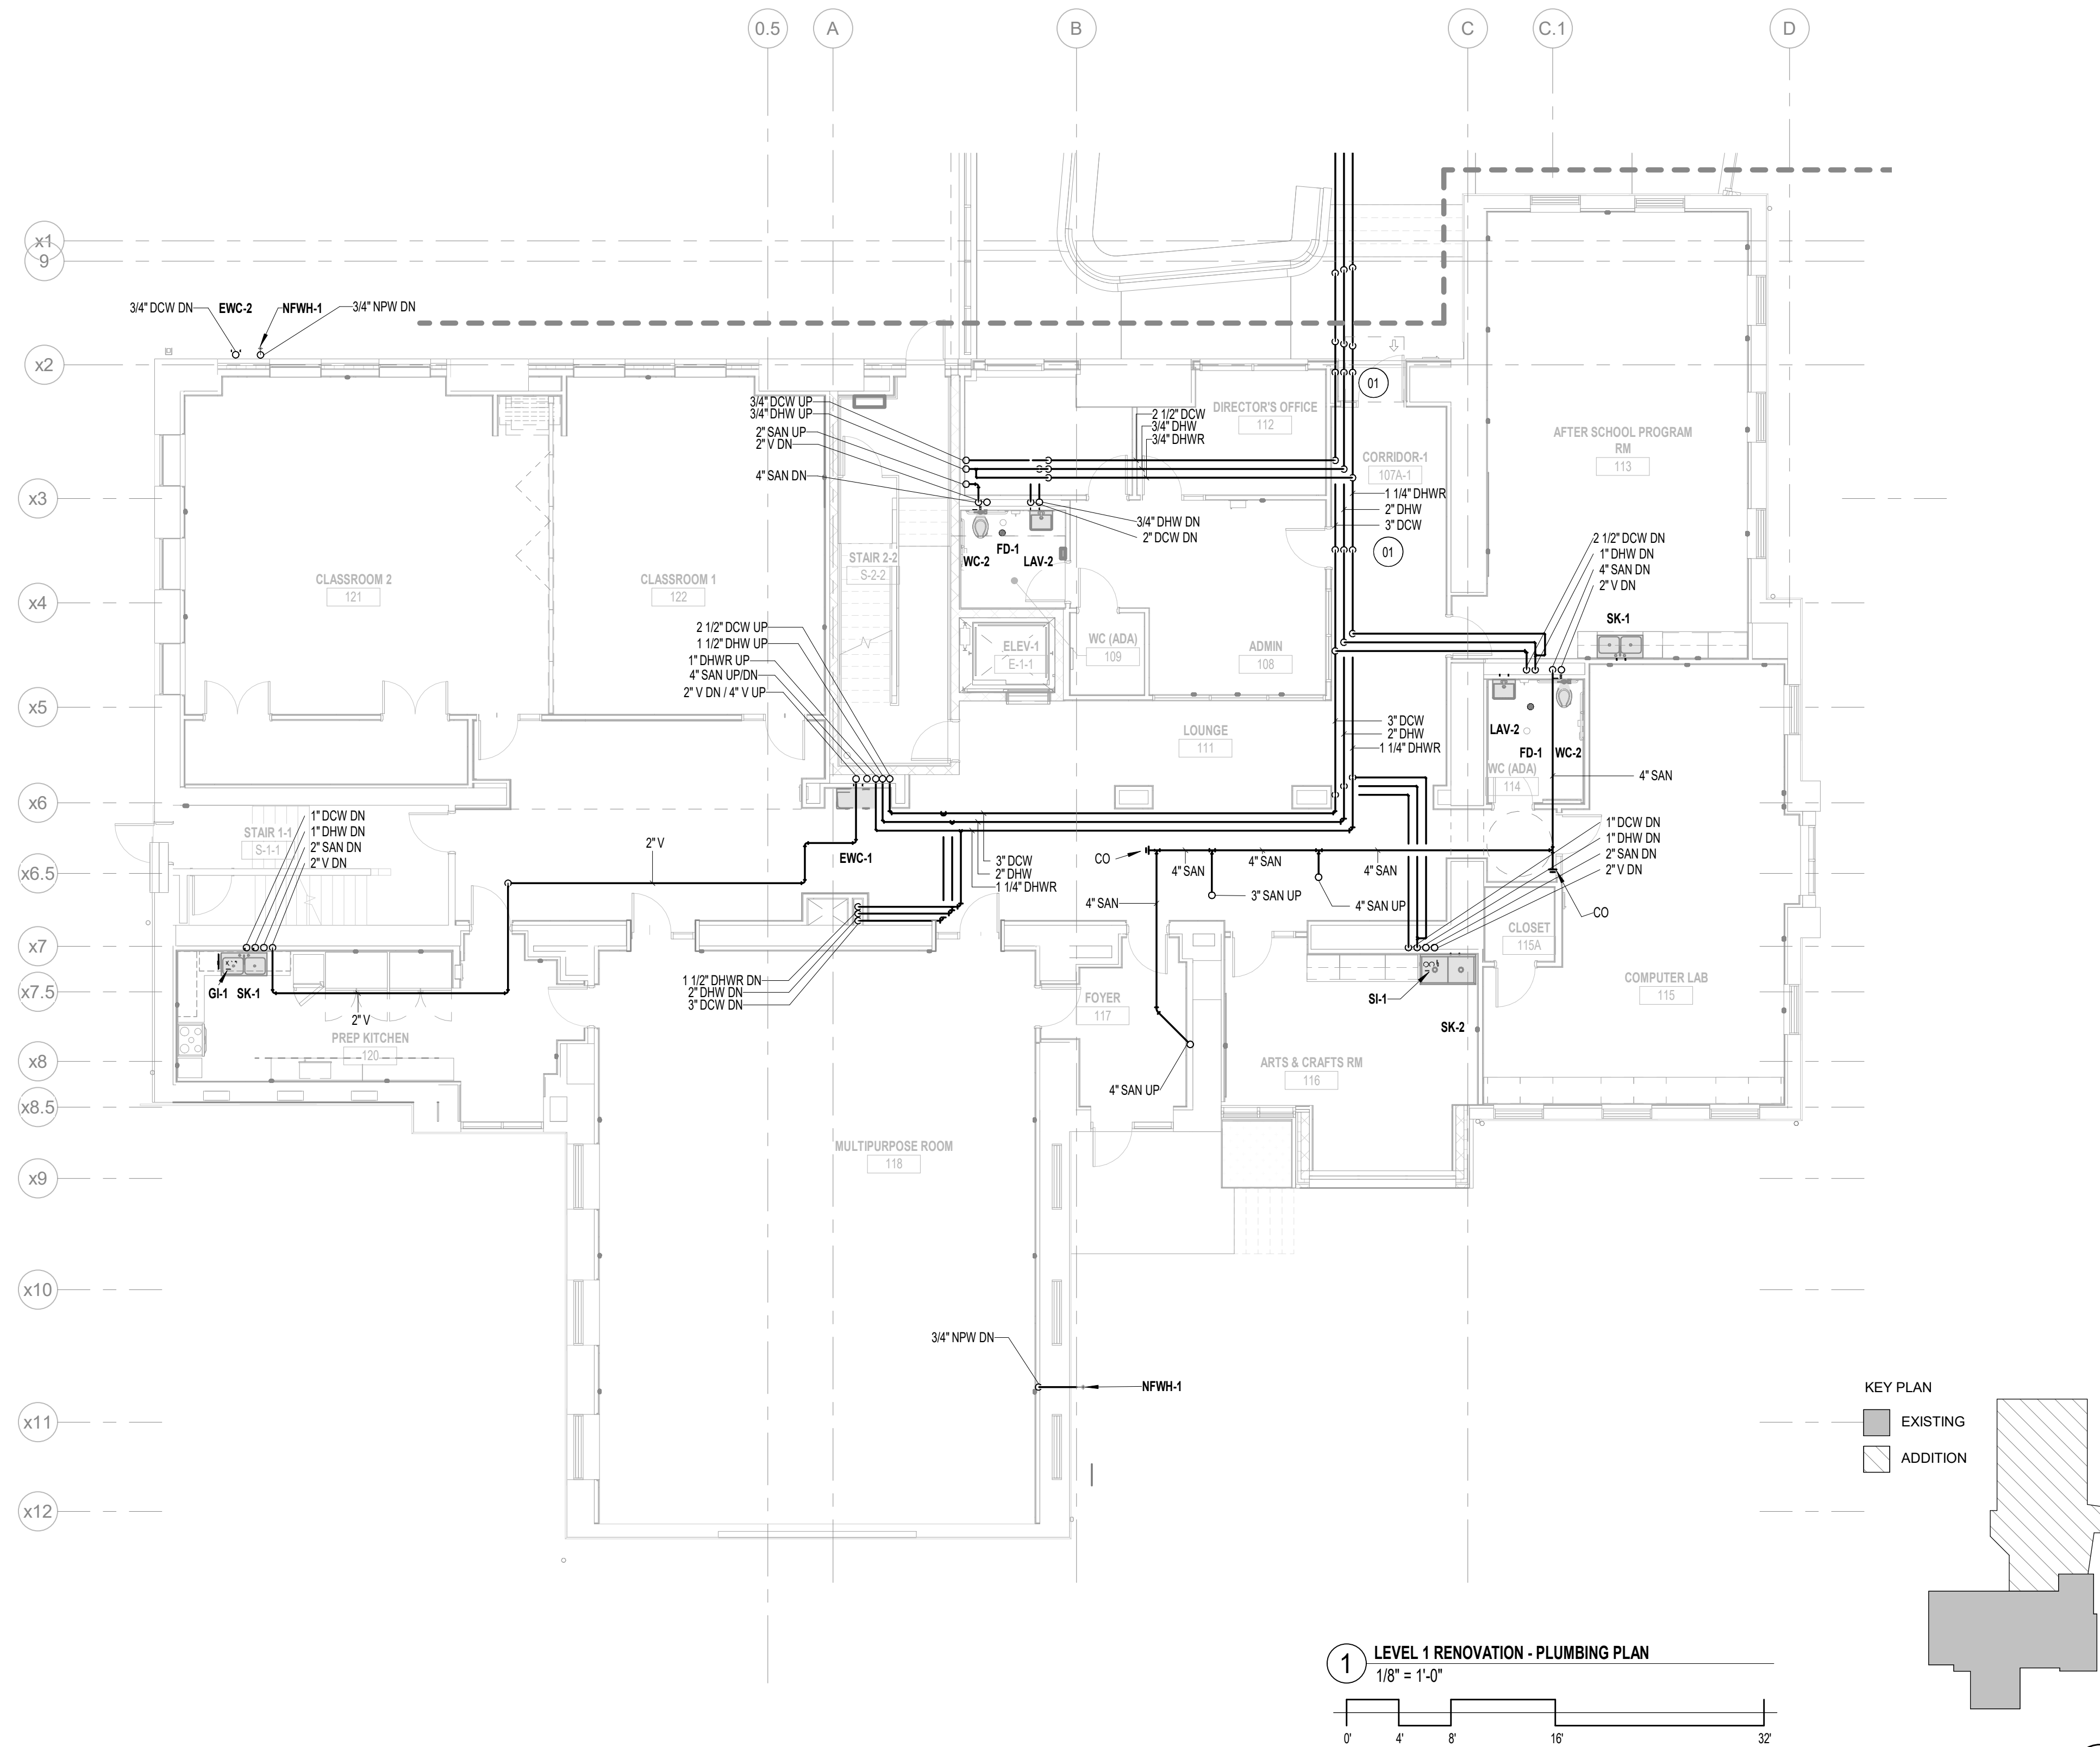 0.5
A
B
C
C.1
D
x1
9
3/4" DCW DN
EWC-2
NFWH-1
3/4" NPW DN
x2
01
3/4" DCW UP
3/4" DHW UP
2" SAN UP
2" V DN
4" SAN DN
DIRECTOR'S OFFICE
112
2 1/2" DCW
3/4" DHW
3/4" DHWR
CORRIDOR-1
107A-1
AFTER SCHOOL PROGRAM
RM
113
x3
1 1/4" DHWR
2" DHW
3" DCW
3/4" DHW DN
2" DCW DN
01
2 1/2" DCW DN
1" DHW DN
4" SAN DN
2" V DN
FD-1
WC-2
LAV-2
STAIR 2-2
S-2-2
CLASSROOM 2
121
CLASSROOM 1
122
x4
SK-1
2 1/2" DCW UP
1 1/2" DHW UP
1" DHWR UP
4" SAN UP/DN
2" V DN / 4" V UP
ELEV-1
E-1-1
WC (ADA)
109
ADMIN
108
x5
LOUNGE
111
3" DCW
2" DHW
1 1/4" DHWR
LAV-2
FD-1
WC-2
WC (ADA)
114
4" SAN
x6
1" DCW DN
1" DHW DN
2" SAN DN
2" V DN
STAIR 1-1
S-1-1
2" V
EWC-1
3" DCW
2" DHW
1 1/4" DHWR
CO
4" SAN
4" SAN
4" SAN
1" DCW DN
1" DHW DN
2" SAN DN
2" V DN
x6.5
3" SAN UP
4" SAN UP
4" SAN
CO
x7
CLOSET
115A
1 1/2" DHWR DN
2" DHW DN
3" DCW DN
x7.5
GI-1
SK-1
2" V
FOYER
117
SI-1
COMPUTER LAB
115
SK-2
PREP KITCHEN
120
x8
ARTS & CRAFTS RM
116
4" SAN UP
x8.5
MULTIPURPOSE ROOM
118
x9
x10
3/4" NPW DN
NFWH-1
x11
x12
KEY PLAN
EXISTING
ADDITION
1
LEVEL 1 RENOVATION - PLUMBING PLAN
1/8" = 1'-0"
0'
4'
8'
16'
32'